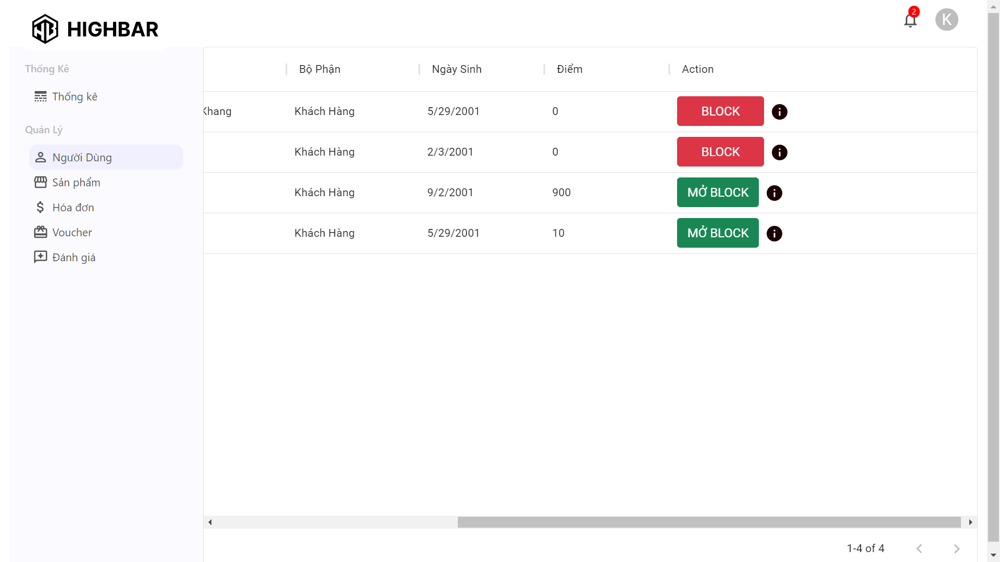 HIGHBAR
2
K
Thống Kê
Thống kê
Quản Lý
Người Dùng
Sản phẩm
Hóa đơn
Voucher
Đánh giá
Bộ Phận Ngày Sinh Điểm Action
Khang Khách Hàng 5/29/2001 0 BLOCK
Khách Hàng 2/3/2001 0 BLOCK
Khách Hàng 9/2/2001 900 MỞ BLOCK
Khách Hàng 5/29/2001 10 MỞ BLOCK
1-4 of 4